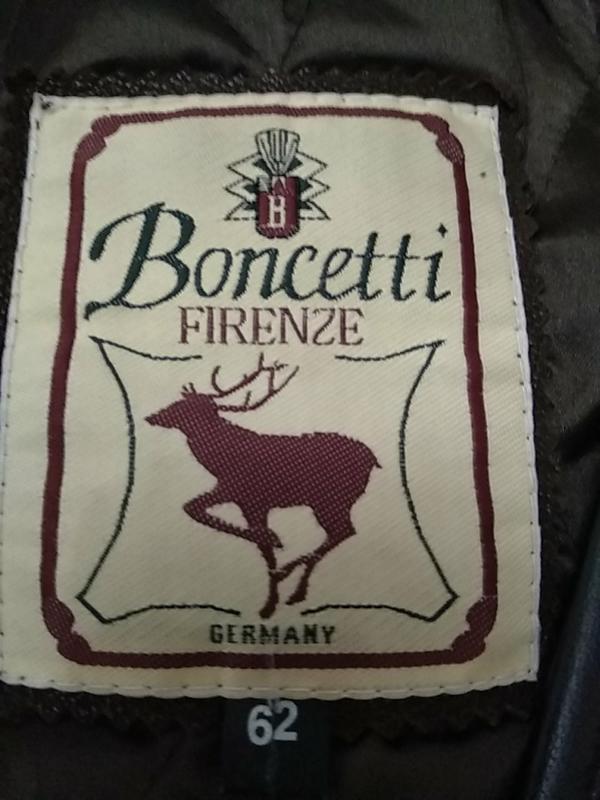 B
Boncetti
FIRENZE
GERMANY
62